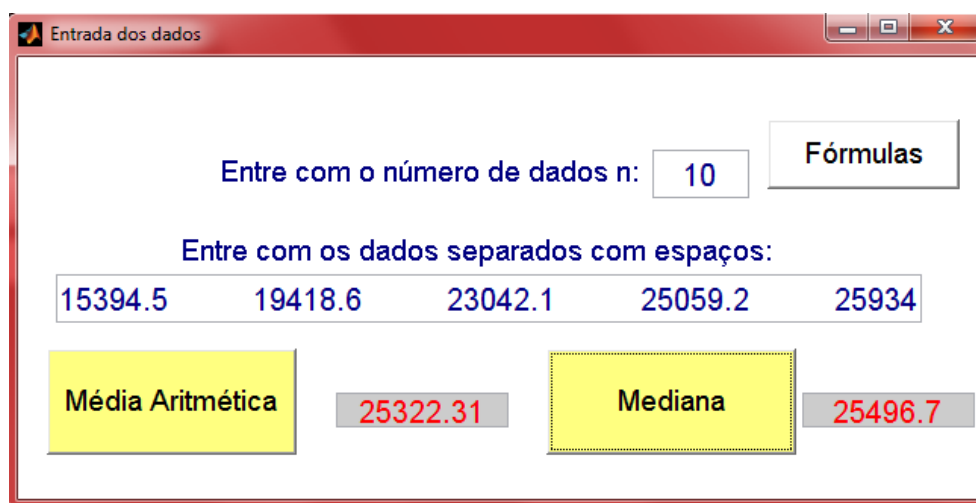 Entrada dos dados
Fórmulas
Entre com o número de dados n: 10
Entre com os dados separados com espaços:
15394.5 19418.6 23042.1 25059.2 25934
Média Aritmética 25322.31 Mediana 25496.7